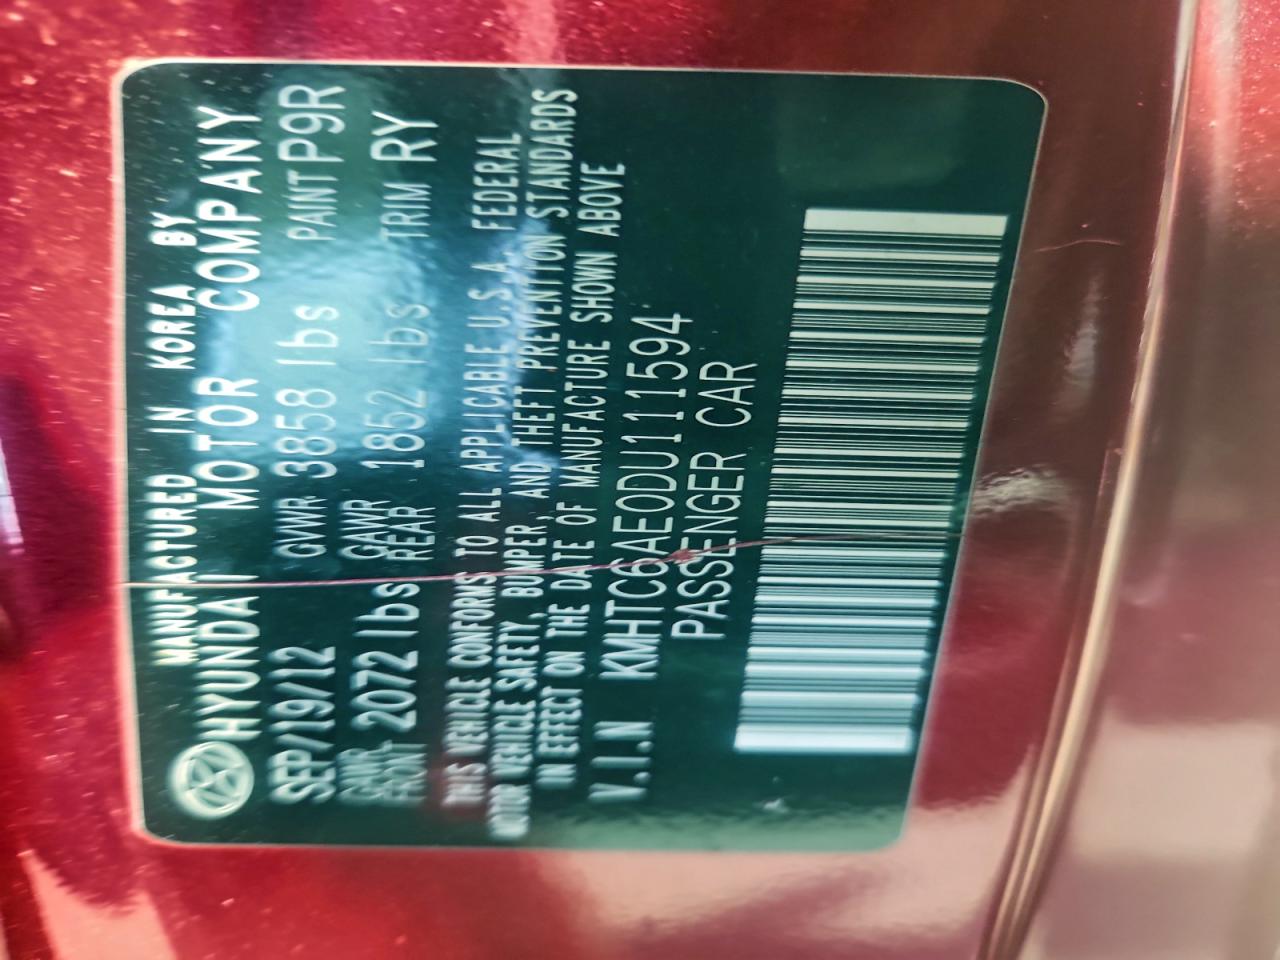 MANUFACTURED IN KOREA BY
HYUNDAI MOTOR COMPANY
SEP/19/12 GVWR 3858 lbs PAINT P9R
GAWR FRONT 2072 lbs GAWR REAR 1852 lbs TRIM RY
THIS VEHICLE CONFORMS TO ALL APPLICABLE U.S.A. FEDERAL
MOTOR VEHICLE SAFETY, BUMPER, AND THEFT PREVENTION STANDARDS
IN EFFECT ON THE DATE OF MANUFACTURE SHOWN ABOVE
V.I.N KMHTC6AE0DU111594
PASSENGER CAR